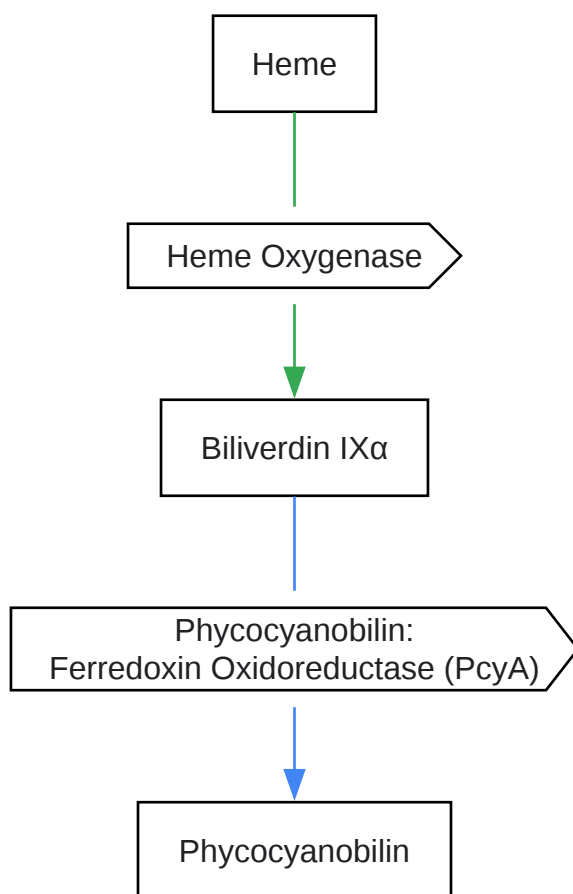 Heme
Heme Oxygenase
Biliverdin IXα
Phycocyanobilin:
Ferredoxin Oxidoreductase (PcyA)
Phycocyanobilin